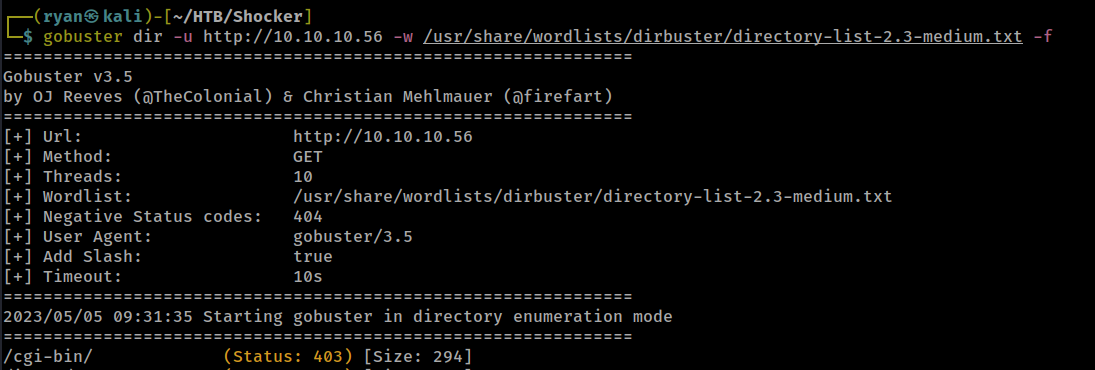 ┌──(ryan㉿kali)-[~/HTB/Shocker]
└─$ gobuster dir -u http://10.10.10.56 -w /usr/share/wordlists/dirbuster/directory-list-2.3-medium.txt -f
===============================================================
Gobuster v3.5
by OJ Reeves (@TheColonial) & Christian Mehlmauer (@firefart)
===============================================================
[+] Url:                     http://10.10.10.56
[+] Method:                  GET
[+] Threads:                 10
[+] Wordlist:                /usr/share/wordlists/dirbuster/directory-list-2.3-medium.txt
[+] Negative Status codes:   404
[+] User Agent:              gobuster/3.5
[+] Add Slash:               true
[+] Timeout:                 10s
===============================================================
2023/05/05 09:31:35 Starting gobuster in directory enumeration mode
===============================================================
/cgi-bin/             (Status: 403) [Size: 294]